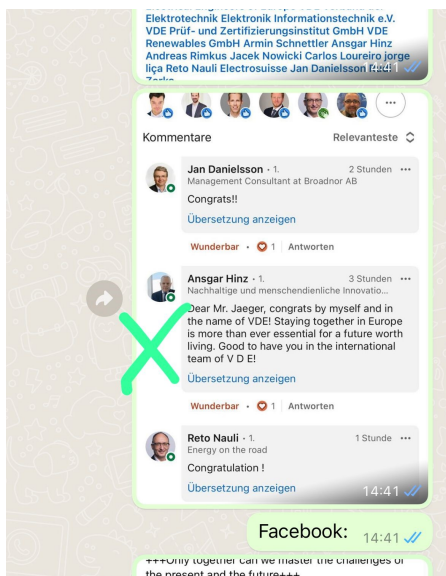 Elektrotechnik Elektronik Informationstechnik e.V.
VDE Prüf- und Zertifizierungsinstitut GmbH VDE
Renewables GmbH Armin Schnettler Ansgar Hinz
Andreas Rimkus Jacek Nowicki Carlos Loureiro jorge
liça Reto Nauli Electrosuisse Jan Danielsson
14:41
Kommentare
Relevanteste
Jan Danielsson • 1.
2 Stunden
Management Consultant at Broadnor AB
Congrats!!
Übersetzung anzeigen
Wunderbar • 1 | Antworten
Ansgar Hinz • 1.
3 Stunden
Nachhaltige und menschendienliche Innovatio...
Dear Mr. Jaeger, congrats by myself and in
the name of VDE! Staying together in Europe
is more than ever essential for a future worth
living. Good to have you in the international
team of V D E!
Übersetzung anzeigen
Wunderbar • 1 | Antworten
Reto Nauli • 1.
1 Stunde
Energy on the road
Congratulation !
Übersetzung anzeigen
14:41
Facebook:
14:41
+++Only together can we master the challenges of
the present and the future+++